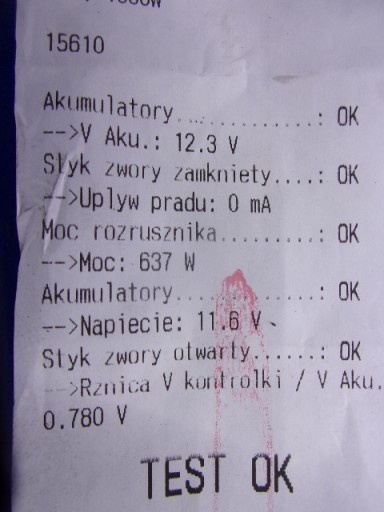 15610
Akumulatory..............: OK
-->V Aku.: 12.3 V
Styk zwory zamkniety....: OK
-->Uplyw pradu: 0 mA
Moc rozrusznika.........: OK
-->Moc: 637 W
Akumulatory..............: OK
-->Napiecie: 11.6 V
Styk zwory otwarty......: OK
-->Rznica V kontrolki / V Aku.
0.780 V
TEST OK